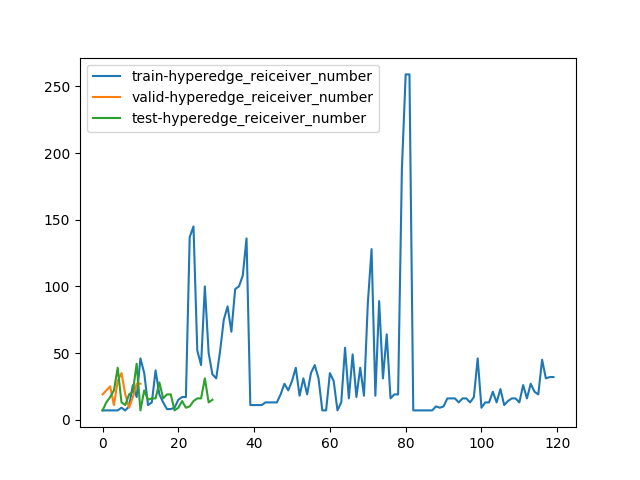 train-hyperedge_reiceiver_number
valid-hyperedge_reiceiver_number
test-hyperedge_reiceiver_number
250
200
150
100
50
0
0 20 40 60 80 100 120